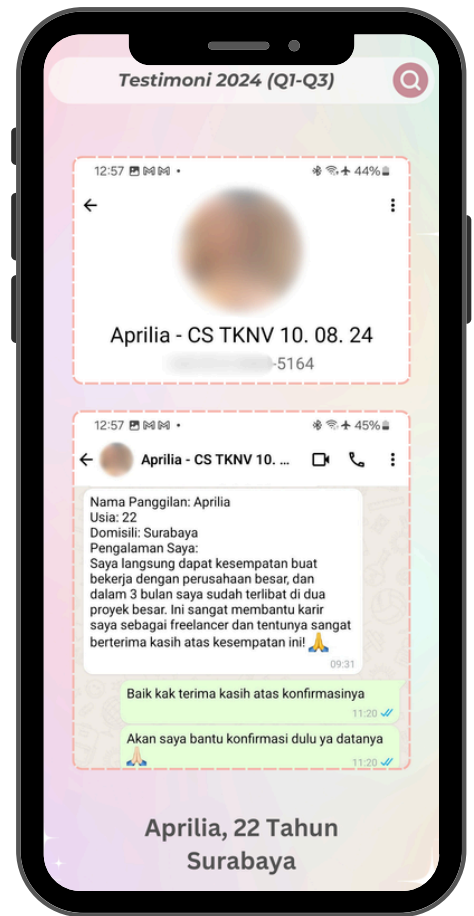 Testimoni 2024 (Q1-Q3)
12:57
44%
Aprilia - CS TKNV 10. 08. 24
-5164
12:57
45%
Aprilia - CS TKNV 10. ...
Nama Panggilan: Aprilia
Usia: 22
Domisili: Surabaya
Pengalaman Saya:
Saya langsung dapat kesempatan buat
bekerja dengan perusahaan besar, dan
dalam 3 bulan saya sudah terlibat di dua
proyek besar. Ini sangat membantu karir
saya sebagai freelancer dan tentunya sangat
berterima kasih atas kesempatan ini! 🙏
09:31
Baik kak terima kasih atas konfirmasinya
11:20
Akan saya bantu konfirmasi dulu ya datanya
🙏
11:20
Aprilia, 22 Tahun
Surabaya